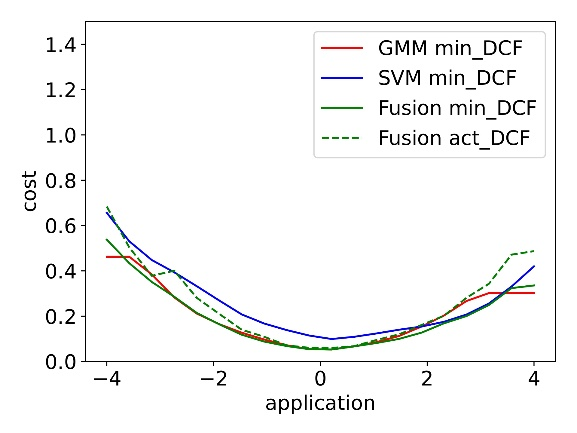 1.4
1.2
1.0
0.8
0.6
0.4
0.2
0.0
cost
GMM min_DCF
SVM min_DCF
Fusion min_DCF
Fusion act_DCF
−4 −2 0 2 4
application